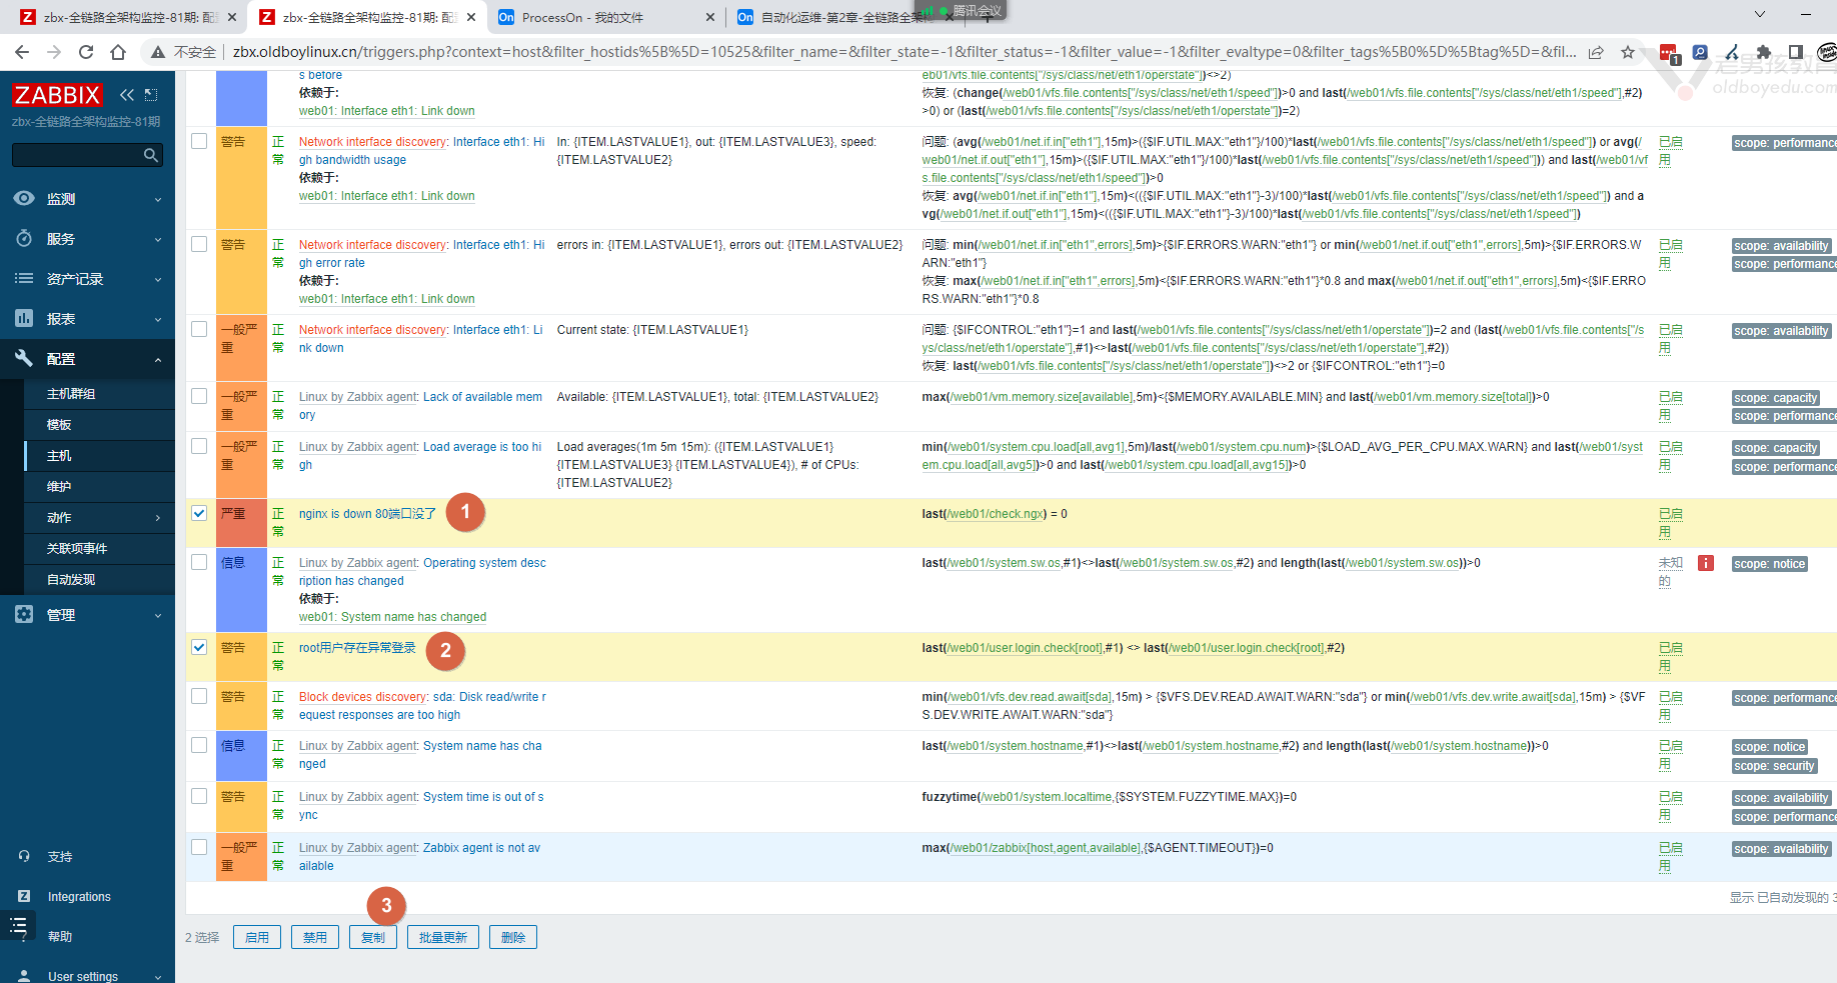 zbx-全链路全架构监控-81期: 配
zbx-全链路全架构监控-81期: 配
ProcessOn - 我的文件
自动化运维-第2章-全链路全架
腾讯会议
不安全
zbx.oldboylinux.cn/triggers.php?context=host&filter_hostids%5B%5D=10525&filter_name=&filter_state=-1&filter_status=-1&filter_value=-1&filter_evaltype=0&filter_tags%5B0%5D%5Btag%5D=&fil...
1
老男孩教育
oldboyedu.com
ZABBIX
zbx-全链路全架构监控-81期
监测
服务
资产记录
报表
配置
主机群组
模板
主机
维护
动作
关联项事件
自动发现
管理
支持
Integrations
帮助
User settings
s before
依赖于:
web01: Interface eth1: Link down
eb01/vfs.file.contents["/sys/class/net/eth1/operstate"])<>2)
恢复: (change(/web01/vfs.file.contents["/sys/class/net/eth1/speed"])>0 and last(/web01/vfs.file.contents["/sys/class/net/eth1/speed"],#2)
>0) or (last(/web01/vfs.file.contents["/sys/class/net/eth1/operstate"])=2)
警告
正常
Network interface discovery: Interface eth1: Hi
gh bandwidth usage
依赖于:
web01: Interface eth1: Link down
In: {ITEM.LASTVALUE1}, out: {ITEM.LASTVALUE3}, speed:
{ITEM.LASTVALUE2}
问题: (avg(/web01/net.if.in["eth1"],15m)>({$IF.UTIL.MAX:"eth1"}/100)*last(/web01/vfs.file.contents["/sys/class/net/eth1/speed"]) or avg(/
web01/net.if.out["eth1"],15m)>({$IF.UTIL.MAX:"eth1"}/100)*last(/web01/vfs.file.contents["/sys/class/net/eth1/speed"])) and last(/web01/vf
s.file.contents["/sys/class/net/eth1/speed"])>0
恢复: avg(/web01/net.if.in["eth1"],15m)<(({$IF.UTIL.MAX:"eth1"}-3)/100)*last(/web01/vfs.file.contents["/sys/class/net/eth1/speed"]) and a
vg(/web01/net.if.out["eth1"],15m)<(({$IF.UTIL.MAX:"eth1"}-3)/100)*last(/web01/vfs.file.contents["/sys/class/net/eth1/speed"])
已启用
scope: performance
警告
正常
Network interface discovery: Interface eth1: Hi
gh error rate
依赖于:
web01: Interface eth1: Link down
errors in: {ITEM.LASTVALUE1}, errors out: {ITEM.LASTVALUE2}
问题: min(/web01/net.if.in["eth1",errors],5m)>{$IF.ERRORS.WARN:"eth1"} or min(/web01/net.if.out["eth1",errors],5m)>{$IF.ERRORS.W
ARN:"eth1"}
恢复: max(/web01/net.if.in["eth1",errors],5m)<{$IF.ERRORS.WARN:"eth1"}*0.8 and max(/web01/net.if.out["eth1",errors],5m)<{$IF.ERRO
RS.WARN:"eth1"}*0.8
已启用
scope: availability
scope: performance
一般严重
正常
Network interface discovery: Interface eth1: Li
nk down
Current state: {ITEM.LASTVALUE1}
问题: {$IFCONTROL:"eth1"}=1 and last(/web01/vfs.file.contents["/sys/class/net/eth1/operstate"])=2 and (last(/web01/vfs.file.contents["/s
ys/class/net/eth1/operstate"],#1)<>last(/web01/vfs.file.contents["/sys/class/net/eth1/operstate"],#2))
恢复: last(/web01/vfs.file.contents["/sys/class/net/eth1/operstate"])<>2 or {$IFCONTROL:"eth1"}=0
已启用
scope: availability
一般严重
正常
Linux by Zabbix agent: Lack of available mem
ory
Available: {ITEM.LASTVALUE1}, total: {ITEM.LASTVALUE2}
max(/web01/vm.memory.size[available],5m)<{$MEMORY.AVAILABLE.MIN} and last(/web01/vm.memory.size[total])>0
已启用
scope: capacity
scope: performance
一般严重
正常
Linux by Zabbix agent: Load average is too hi
gh
Load averages(1m 5m 15m): ({ITEM.LASTVALUE1}
{ITEM.LASTVALUE3} {ITEM.LASTVALUE4}), # of CPUs:
{ITEM.LASTVALUE2}
min(/web01/system.cpu.load[all,avg1],5m)/last(/web01/system.cpu.num)>{$LOAD_AVG_PER_CPU.MAX.WARN} and last(/web01/syst
em.cpu.load[all,avg5])>0 and last(/web01/system.cpu.load[all,avg15])>0
已启用
scope: capacity
scope: performance
严重
正常
nginx is down 80端口没了
1
last(/web01/check.ngx) = 0
已启用
信息
正常
Linux by Zabbix agent: Operating system desc
ription has changed
依赖于:
web01: System name has changed
last(/web01/system.sw.os,#1)<>last(/web01/system.sw.os,#2) and length(last(/web01/system.sw.os))>0
未知的
i
scope: notice
警告
正常
root用户存在异常登录
2
last(/web01/user.login.check[root],#1) <> last(/web01/user.login.check[root],#2)
已启用
警告
正常
Block devices discovery: sda: Disk read/write r
equest responses are too high
min(/web01/vfs.dev.read.await[sda],15m) > {$VFS.DEV.READ.AWAIT.WARN:"sda"} or min(/web01/vfs.dev.write.await[sda],15m) > {$VF
S.DEV.WRITE.AWAIT.WARN:"sda"}
已启用
scope: performance
信息
正常
Linux by Zabbix agent: System name has cha
nged
last(/web01/system.hostname,#1)<>last(/web01/system.hostname,#2) and length(last(/web01/system.hostname))>0
已启用
scope: notice
scope: security
警告
正常
Linux by Zabbix agent: System time is out of s
ync
fuzzytime(/web01/system.localtime,{$SYSTEM.FUZZYTIME.MAX})=0
已启用
scope: availability
scope: performance
一般严重
正常
Linux by Zabbix agent: Zabbix agent is not av
ailable
max(/web01/zabbix[host,agent,available],{$AGENT.TIMEOUT})=0
已启用
scope: availability
显示 已自动发现的 3
3
2 选择
启用
禁用
复制
批量更新
删除